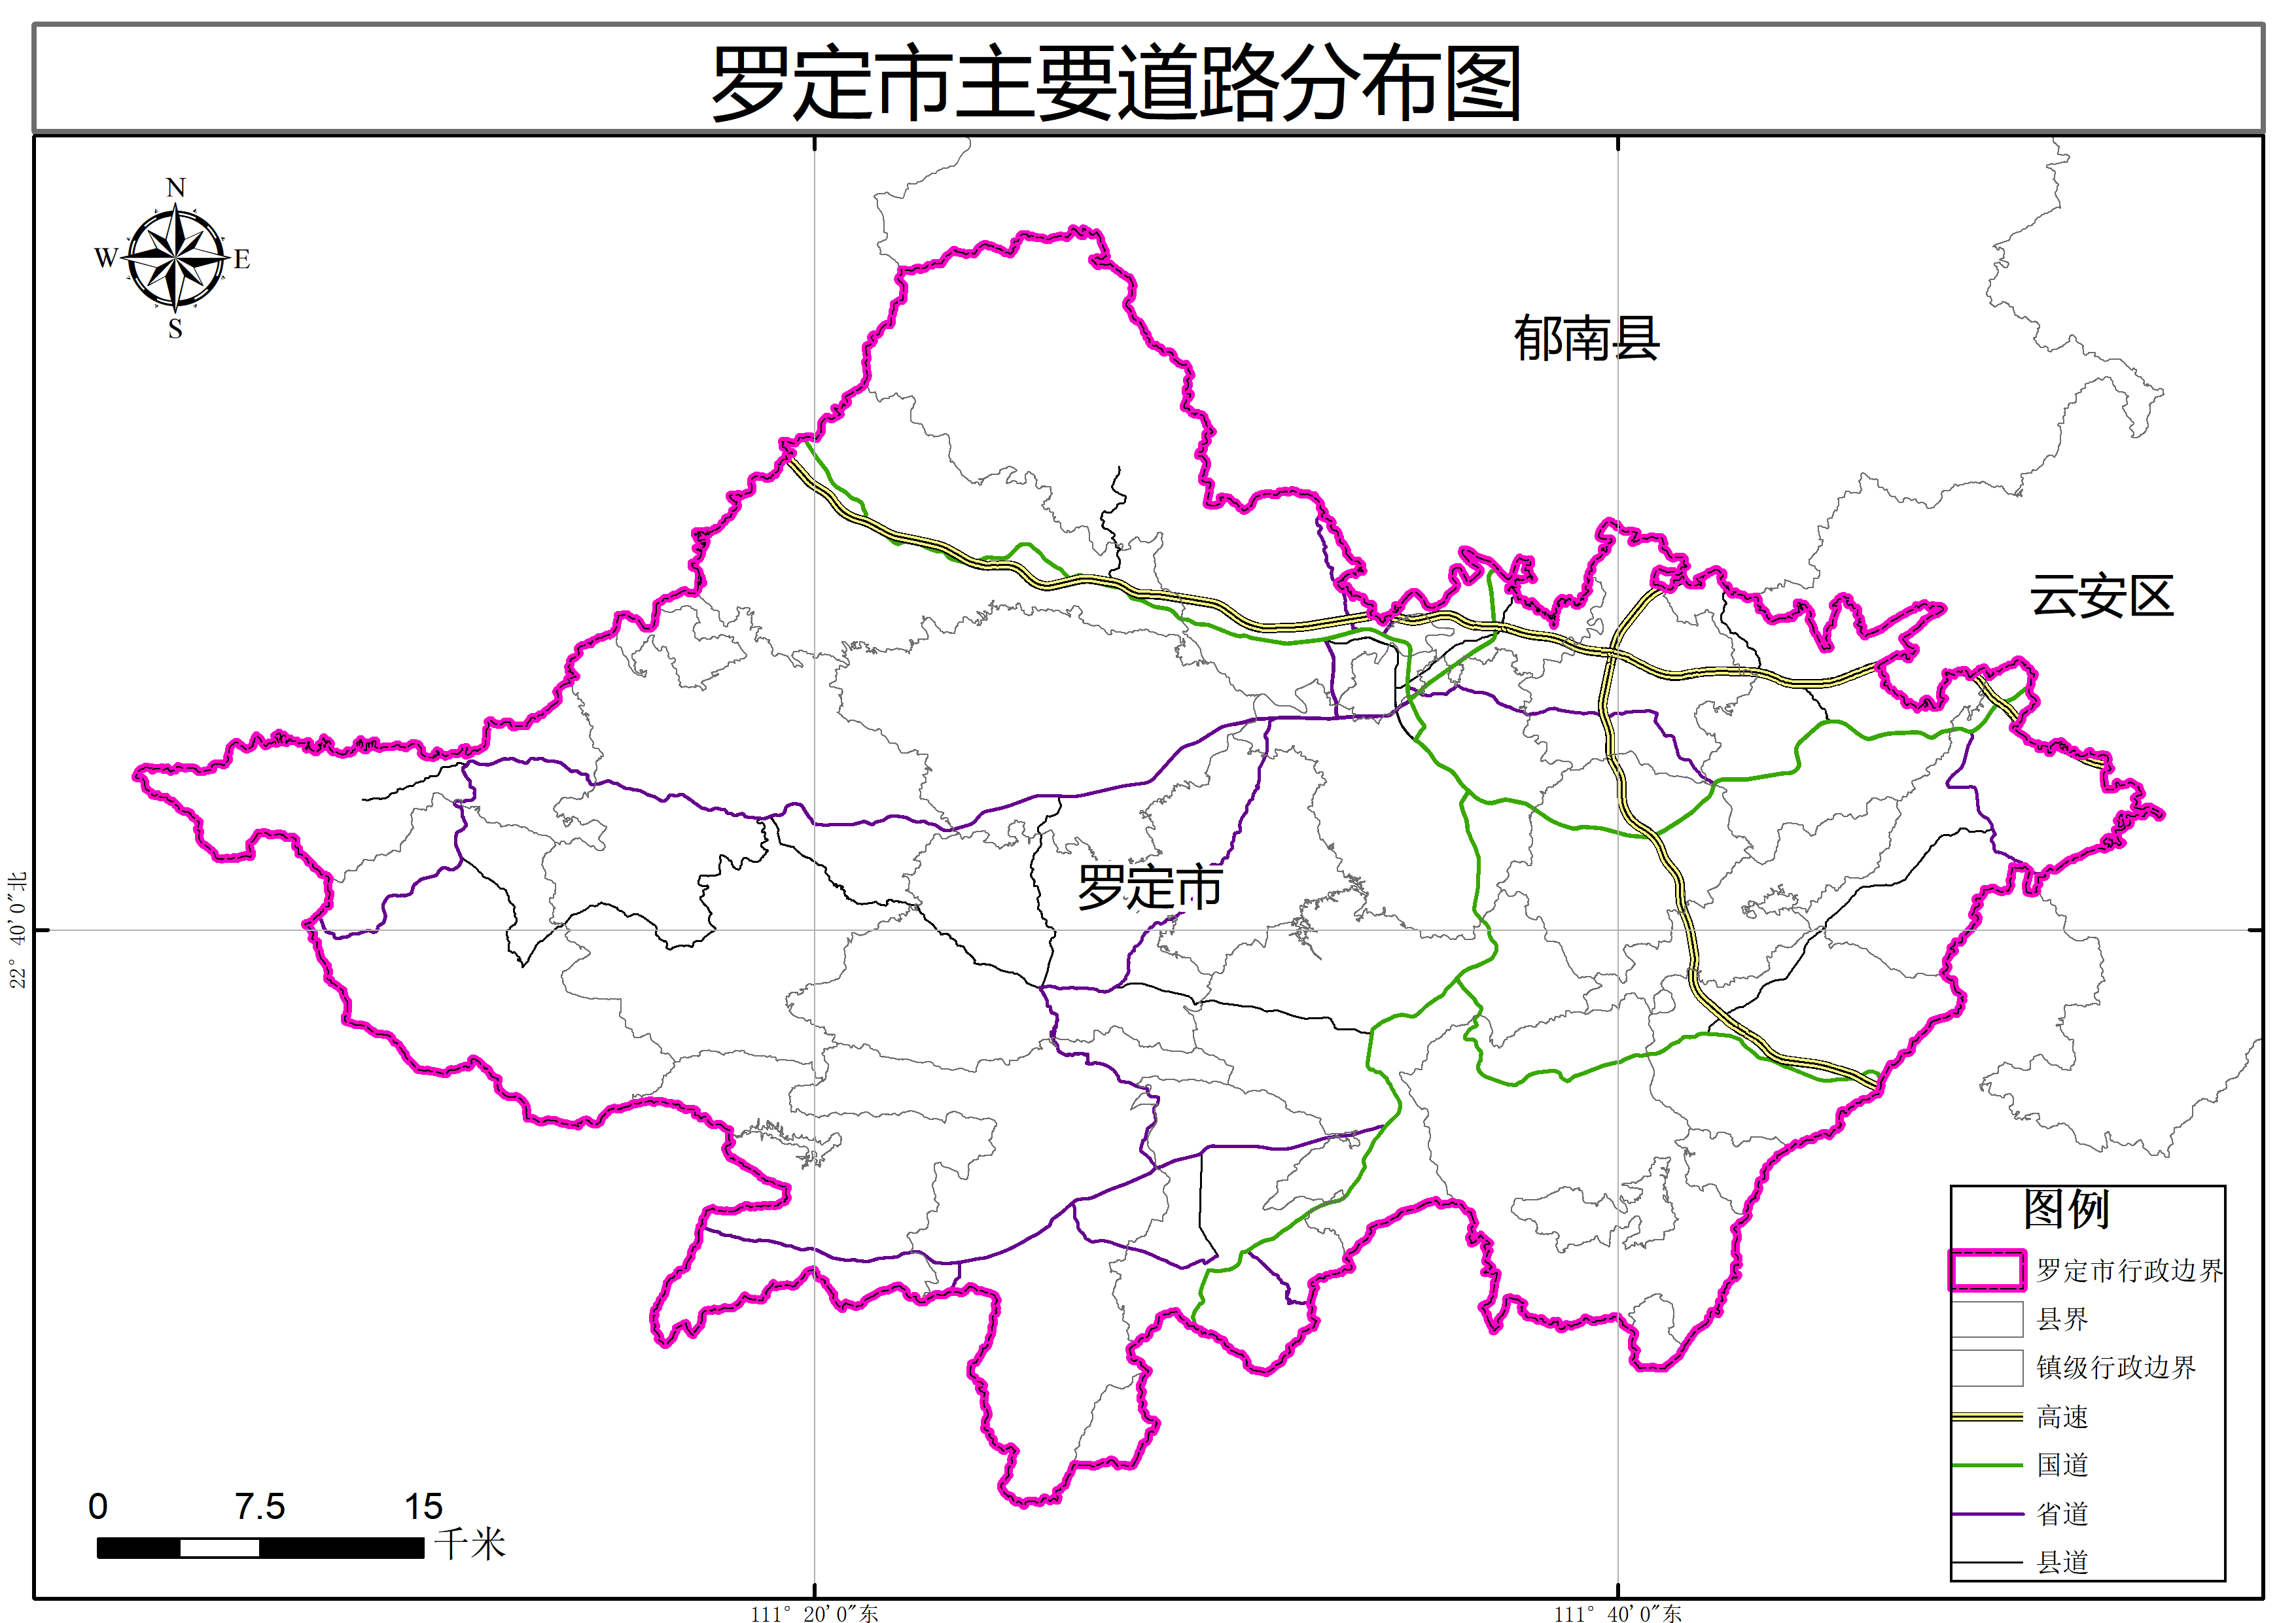 罗定市主要道路分布图
N
W
E
S
郁南县
云安区
罗定市
22° 40'0"北
图例
罗定市行政边界
县界
镇级行政边界
高速
国道
省道
县道
0
7.5
15
千米
111° 20'0"东
111° 40'0"东